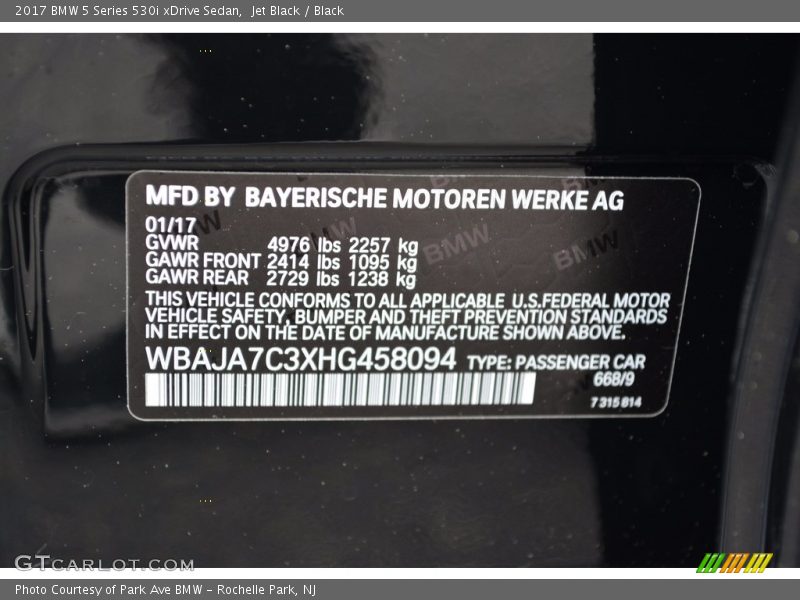 2017 BMW 5 Series 530i xDrive Sedan, Jet Black / Black
MFD BY BAYERISCHE MOTOREN WERKE AG
01/17
GVWR 4976 lbs 2257 kg
GAWR FRONT 2414 lbs 1095 kg
GAWR REAR 2729 lbs 1238 kg
THIS VEHICLE CONFORMS TO ALL APPLICABLE U.S.FEDERAL MOTOR
VEHICLE SAFETY, BUMPER AND THEFT PREVENTION STANDARDS
IN EFFECT ON THE DATE OF MANUFACTURE SHOWN ABOVE.
WBAJA7C3XHG458094 TYPE: PASSENGER CAR
668/9
7 315 814
BMW BMW
GTCARLOT.COM
Photo Courtesy of Park Ave BMW - Rochelle Park, NJ